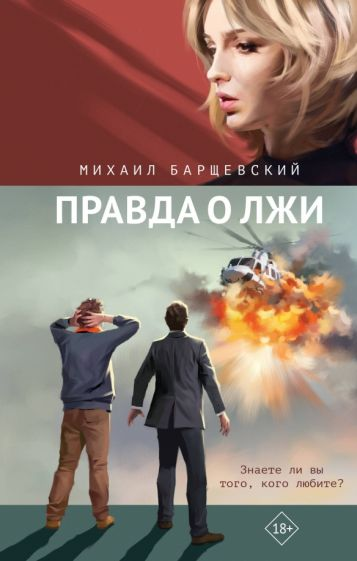 МИХАИЛ БАРЩЕВСКИЙ
ПРАВДА О ЛЖИ
Знаете ли вы
того, кого любите?
18+